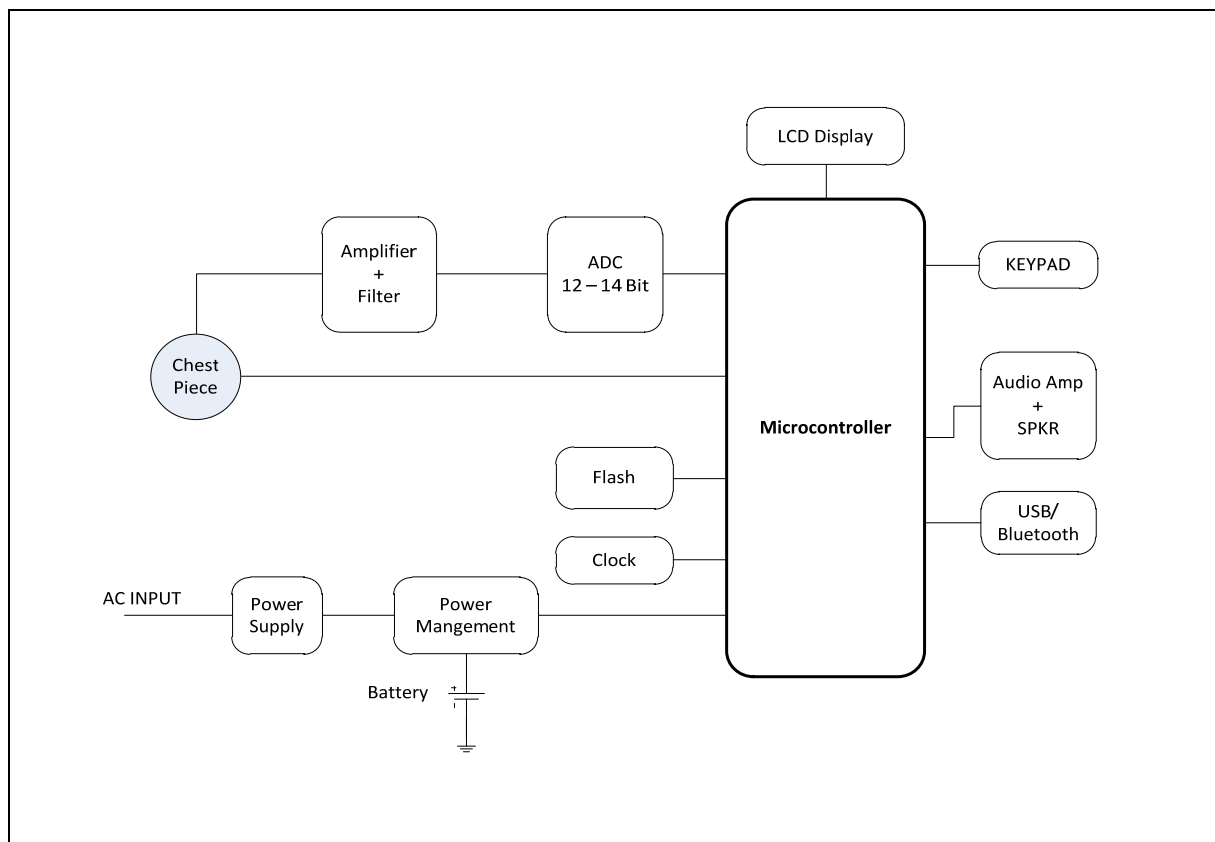 LCD Display
Amplifier
+
Filter
ADC
12 – 14 Bit
KEYPAD
Chest
Piece
Audio Amp
+
SPKR
Microcontroller
Flash
USB/
Bluetooth
Clock
AC INPUT
Power
Supply
Power
Mangement
Battery
+
-